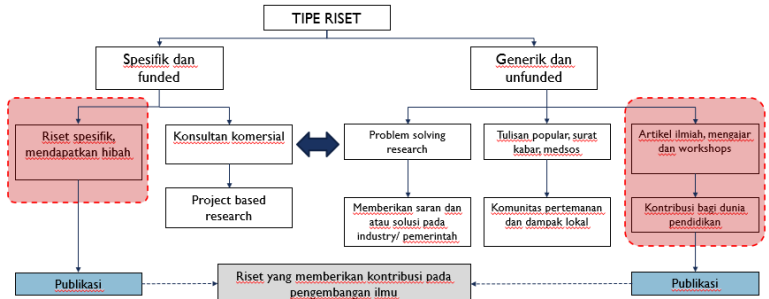 TIPE RISET
Spesifik dan
funded
Generik dan
unfunded
Riset spesifik,
mendapatkan hibah
Konsultan komersial
Problem solving
research
Tulisan popular, surat
kabar, medsos
Artikel ilmiah, mengajar
dan workshops
Project based
research
Memberikan saran dan
atau solusi pada
industry/ pemerintah
Komunitas pertemanan
dan dampak lokal
Kontribusi bagi dunia
pendidikan
Publikasi
Riset yang memberikan kontribusi pada
pengembangan ilmu
Publikasi